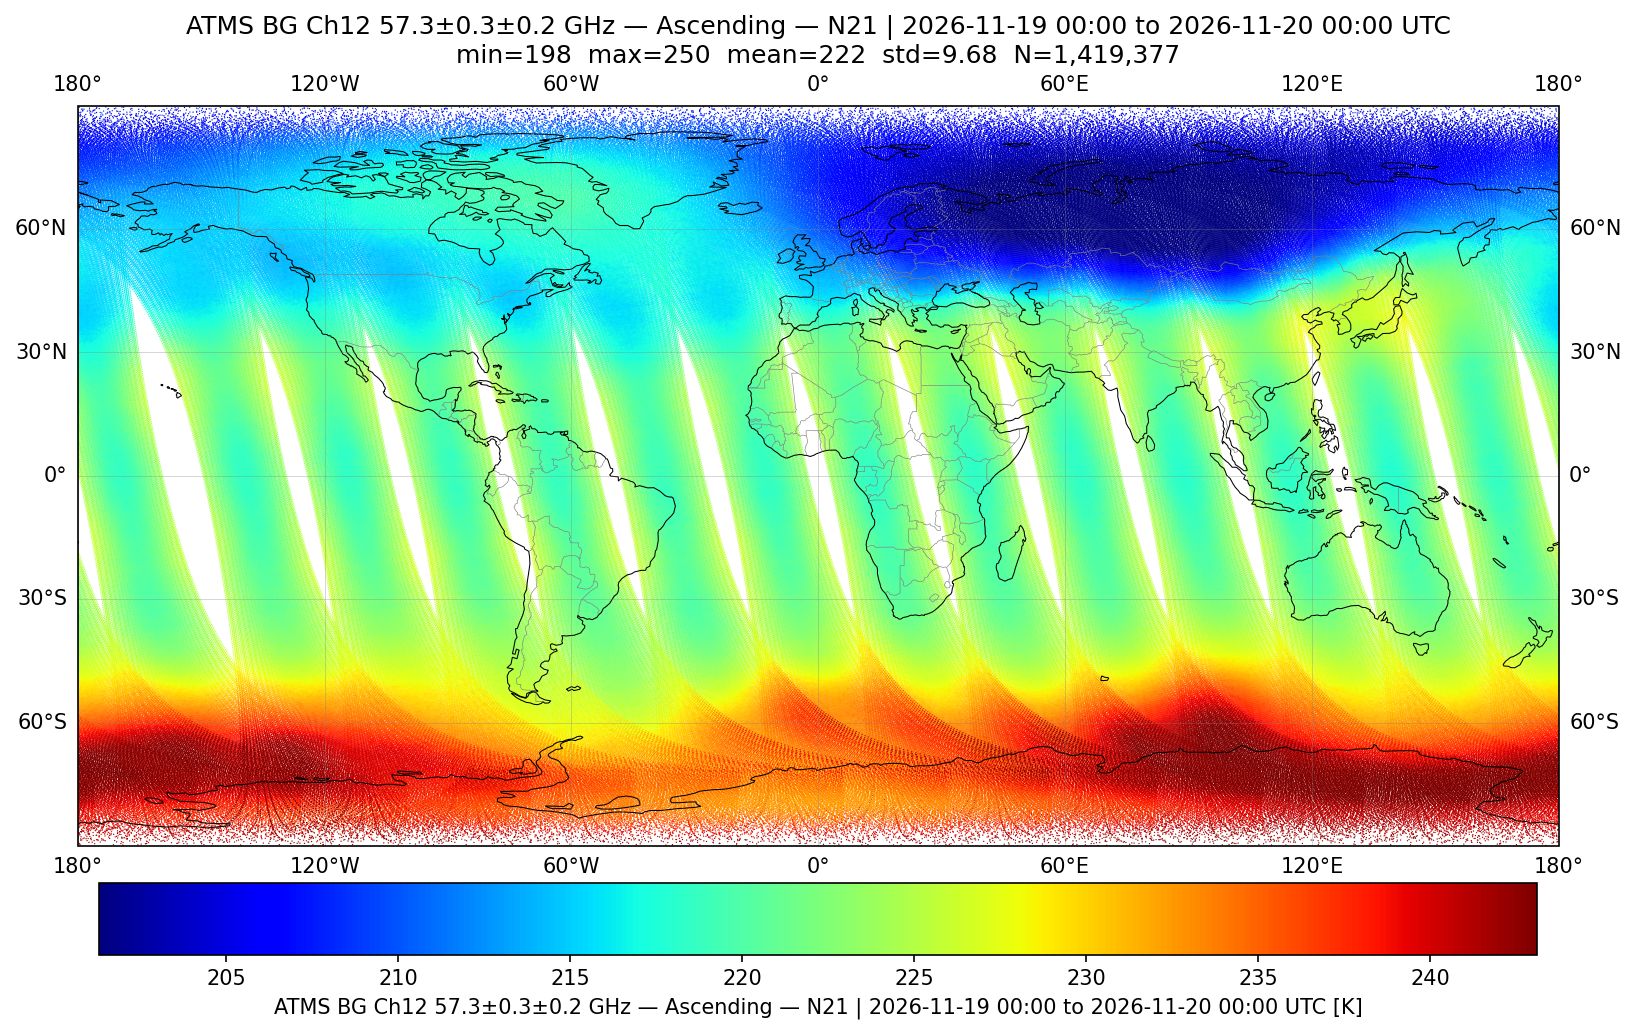 ATMS BG Ch12 57.3±0.3±0.2 GHz — Ascending — N21 | 2026-11-19 00:00 to 2026-11-20 00:00 UTC
min=198 max=250 mean=222 std=9.68 N=1,419,377
180° 120°W 60°W 0° 60°E 120°E 180°
60°N 60°N
30°N 30°N
0° 0°
30°S 30°S
60°S 60°S
180° 120°W 60°W 0° 60°E 120°E 180°
205 210 215 220 225 230 235 240
ATMS BG Ch12 57.3±0.3±0.2 GHz — Ascending — N21 | 2026-11-19 00:00 to 2026-11-20 00:00 UTC [K]